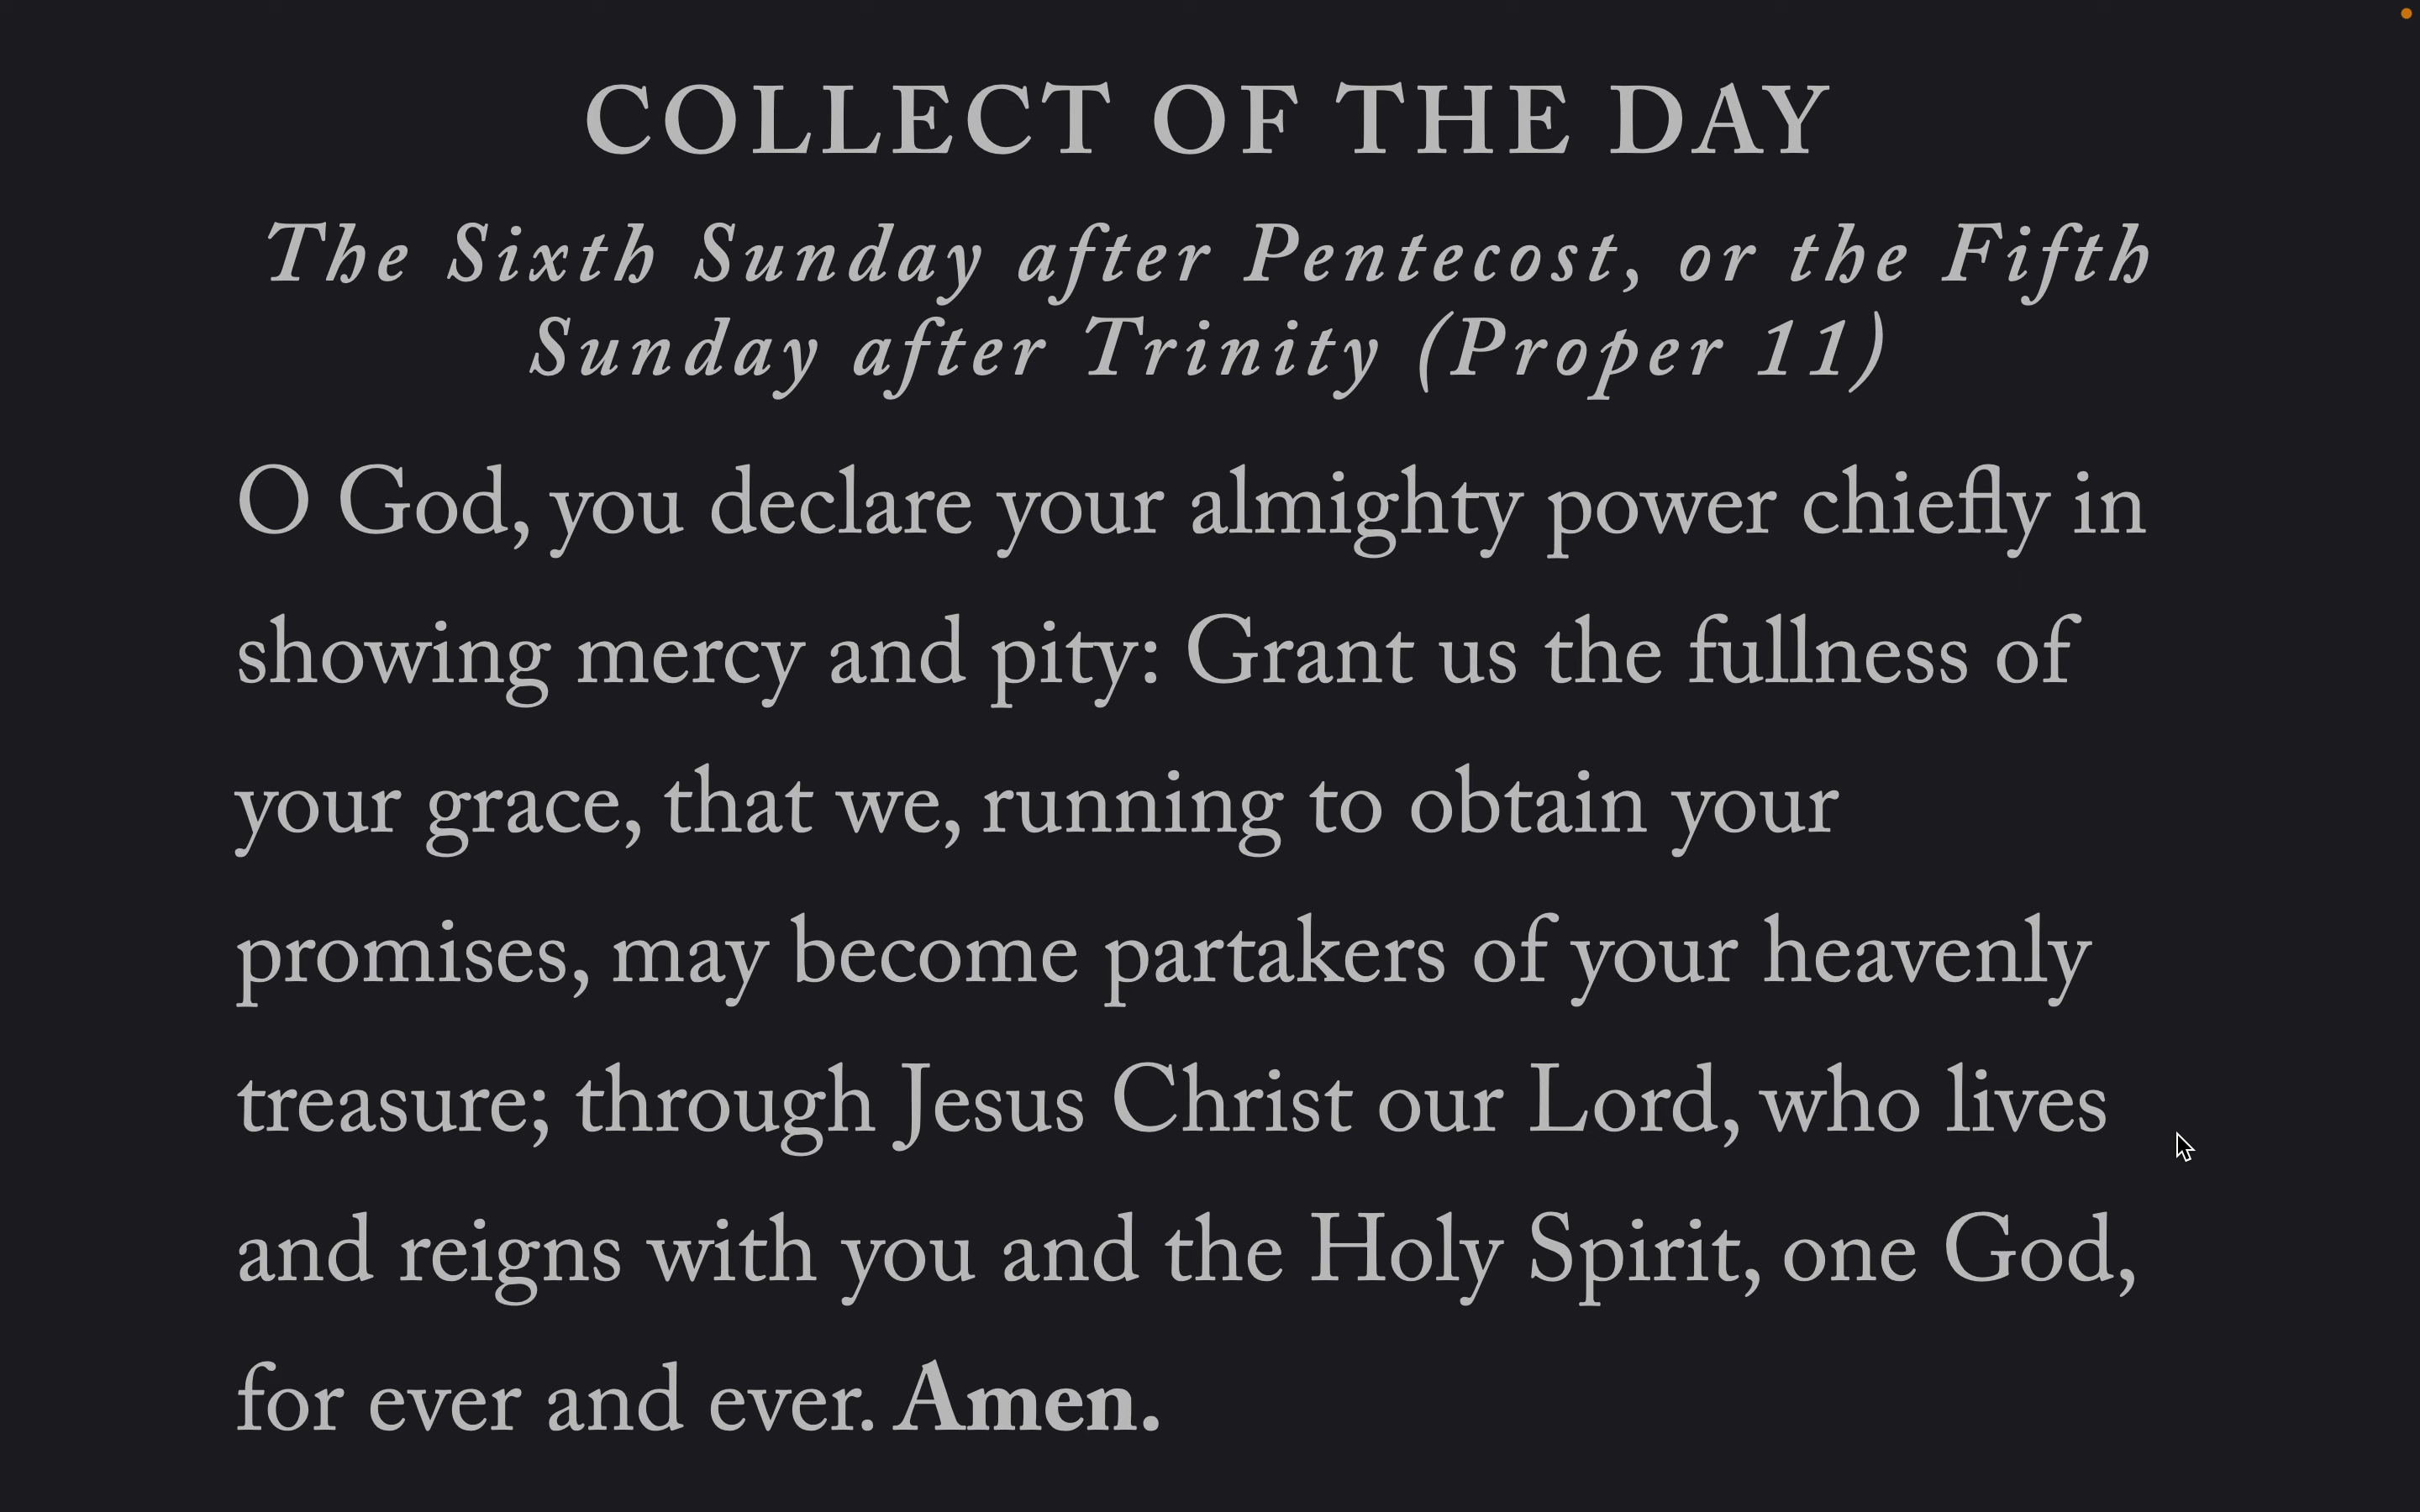 COLLECT OF THE DAY
The Sixth Sunday after Pentecost, or the Fifth
Sunday after Trinity (Proper 11)
O God, you declare your almighty power chiefly in
showing mercy and pity: Grant us the fullness of
your grace, that we, running to obtain your
promises, may become partakers of your heavenly
treasure; through Jesus Christ our Lord, who lives
and reigns with you and the Holy Spirit, one God,
for ever and ever. Amen.